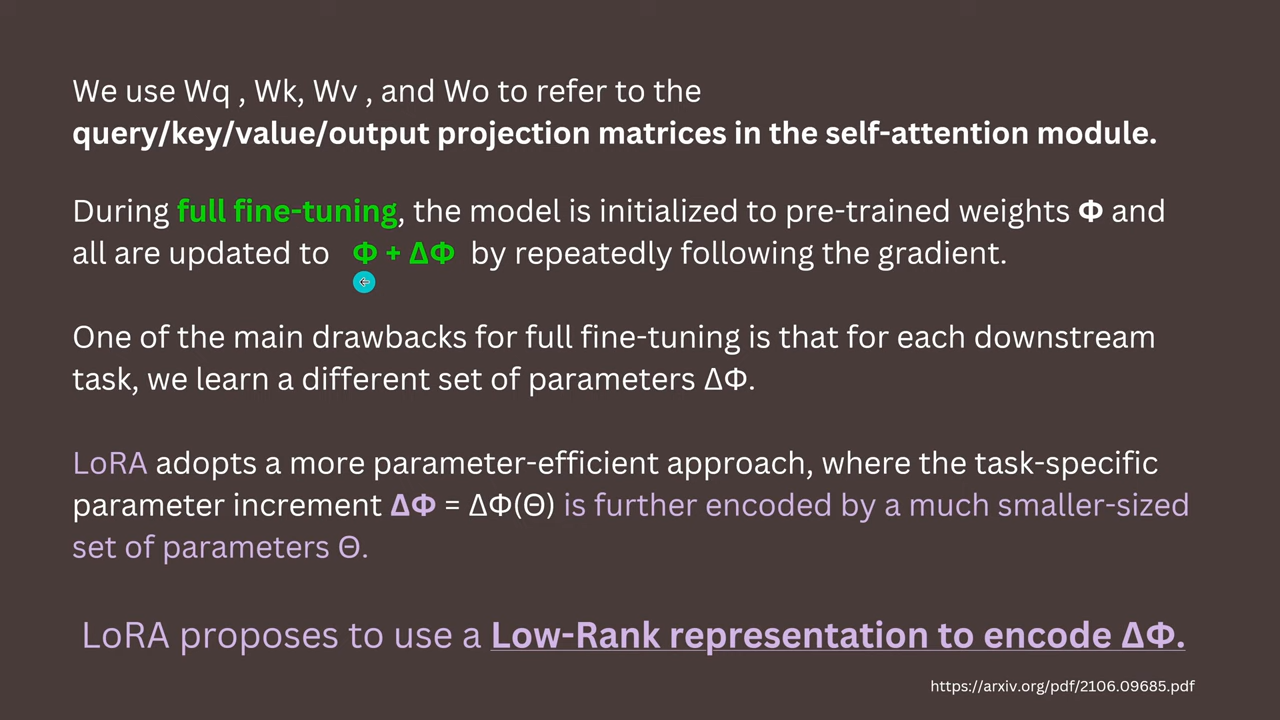 We use Wq , Wk, Wv , and Wo to refer to the
query/key/value/output projection matrices in the self-attention module.
During full fine-tuning, the model is initialized to pre-trained weights Φ and
all are updated to Φ + ΔΦ by repeatedly following the gradient.
One of the main drawbacks for full fine-tuning is that for each downstream
task, we learn a different set of parameters ΔΦ.
LoRA adopts a more parameter-efficient approach, where the task-specific
parameter increment ΔΦ = ΔΦ(Θ) is further encoded by a much smaller-sized
set of parameters Θ.
LoRA proposes to use a Low-Rank representation to encode ΔΦ.
https://arxiv.org/pdf/2106.09685.pdf